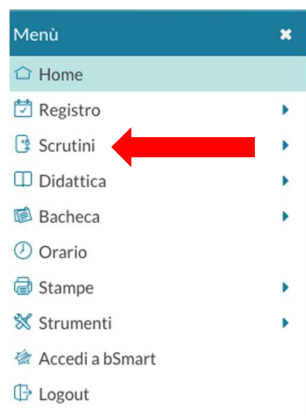 Menù
Home
Registro
Scrutini
Didattica
Bacheca
Orario
Stampe
Strumenti
Accedi a bSmart
Logout